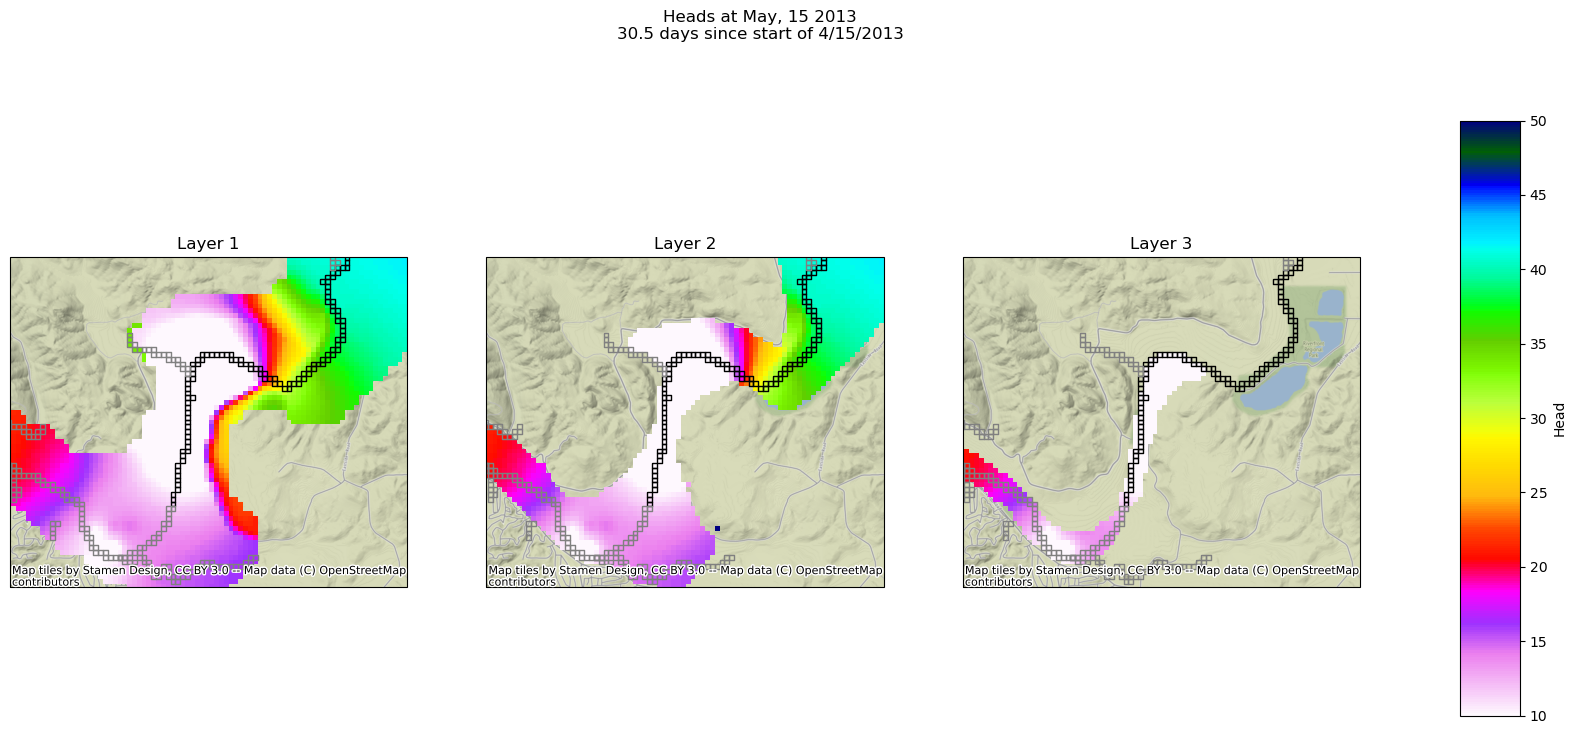 Heads at May, 15 2013
30.5 days since start of 4/15/2013
Layer 1
Layer 2
Layer 3
Map tiles by Stamen Design, CC BY 3.0 -- Map data (C) OpenStreetMap
contributors
Map tiles by Stamen Design, CC BY 3.0 -- Map data (C) OpenStreetMap
contributors
Map tiles by Stamen Design, CC BY 3.0 -- Map data (C) OpenStreetMap
contributors
50
45
40
35
30
25
20
15
10
Head